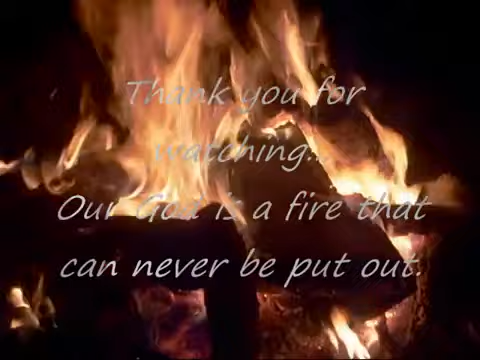 Thank you for
watching...
Our God is a fire that
can never be put out.